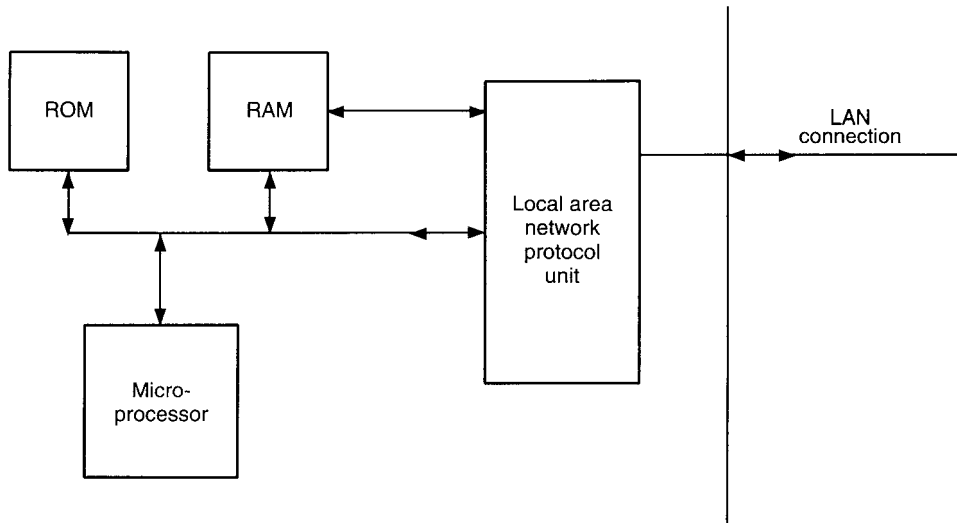 ROM
RAM
LAN
connection
Local area
network
protocol
unit
Micro-
processor